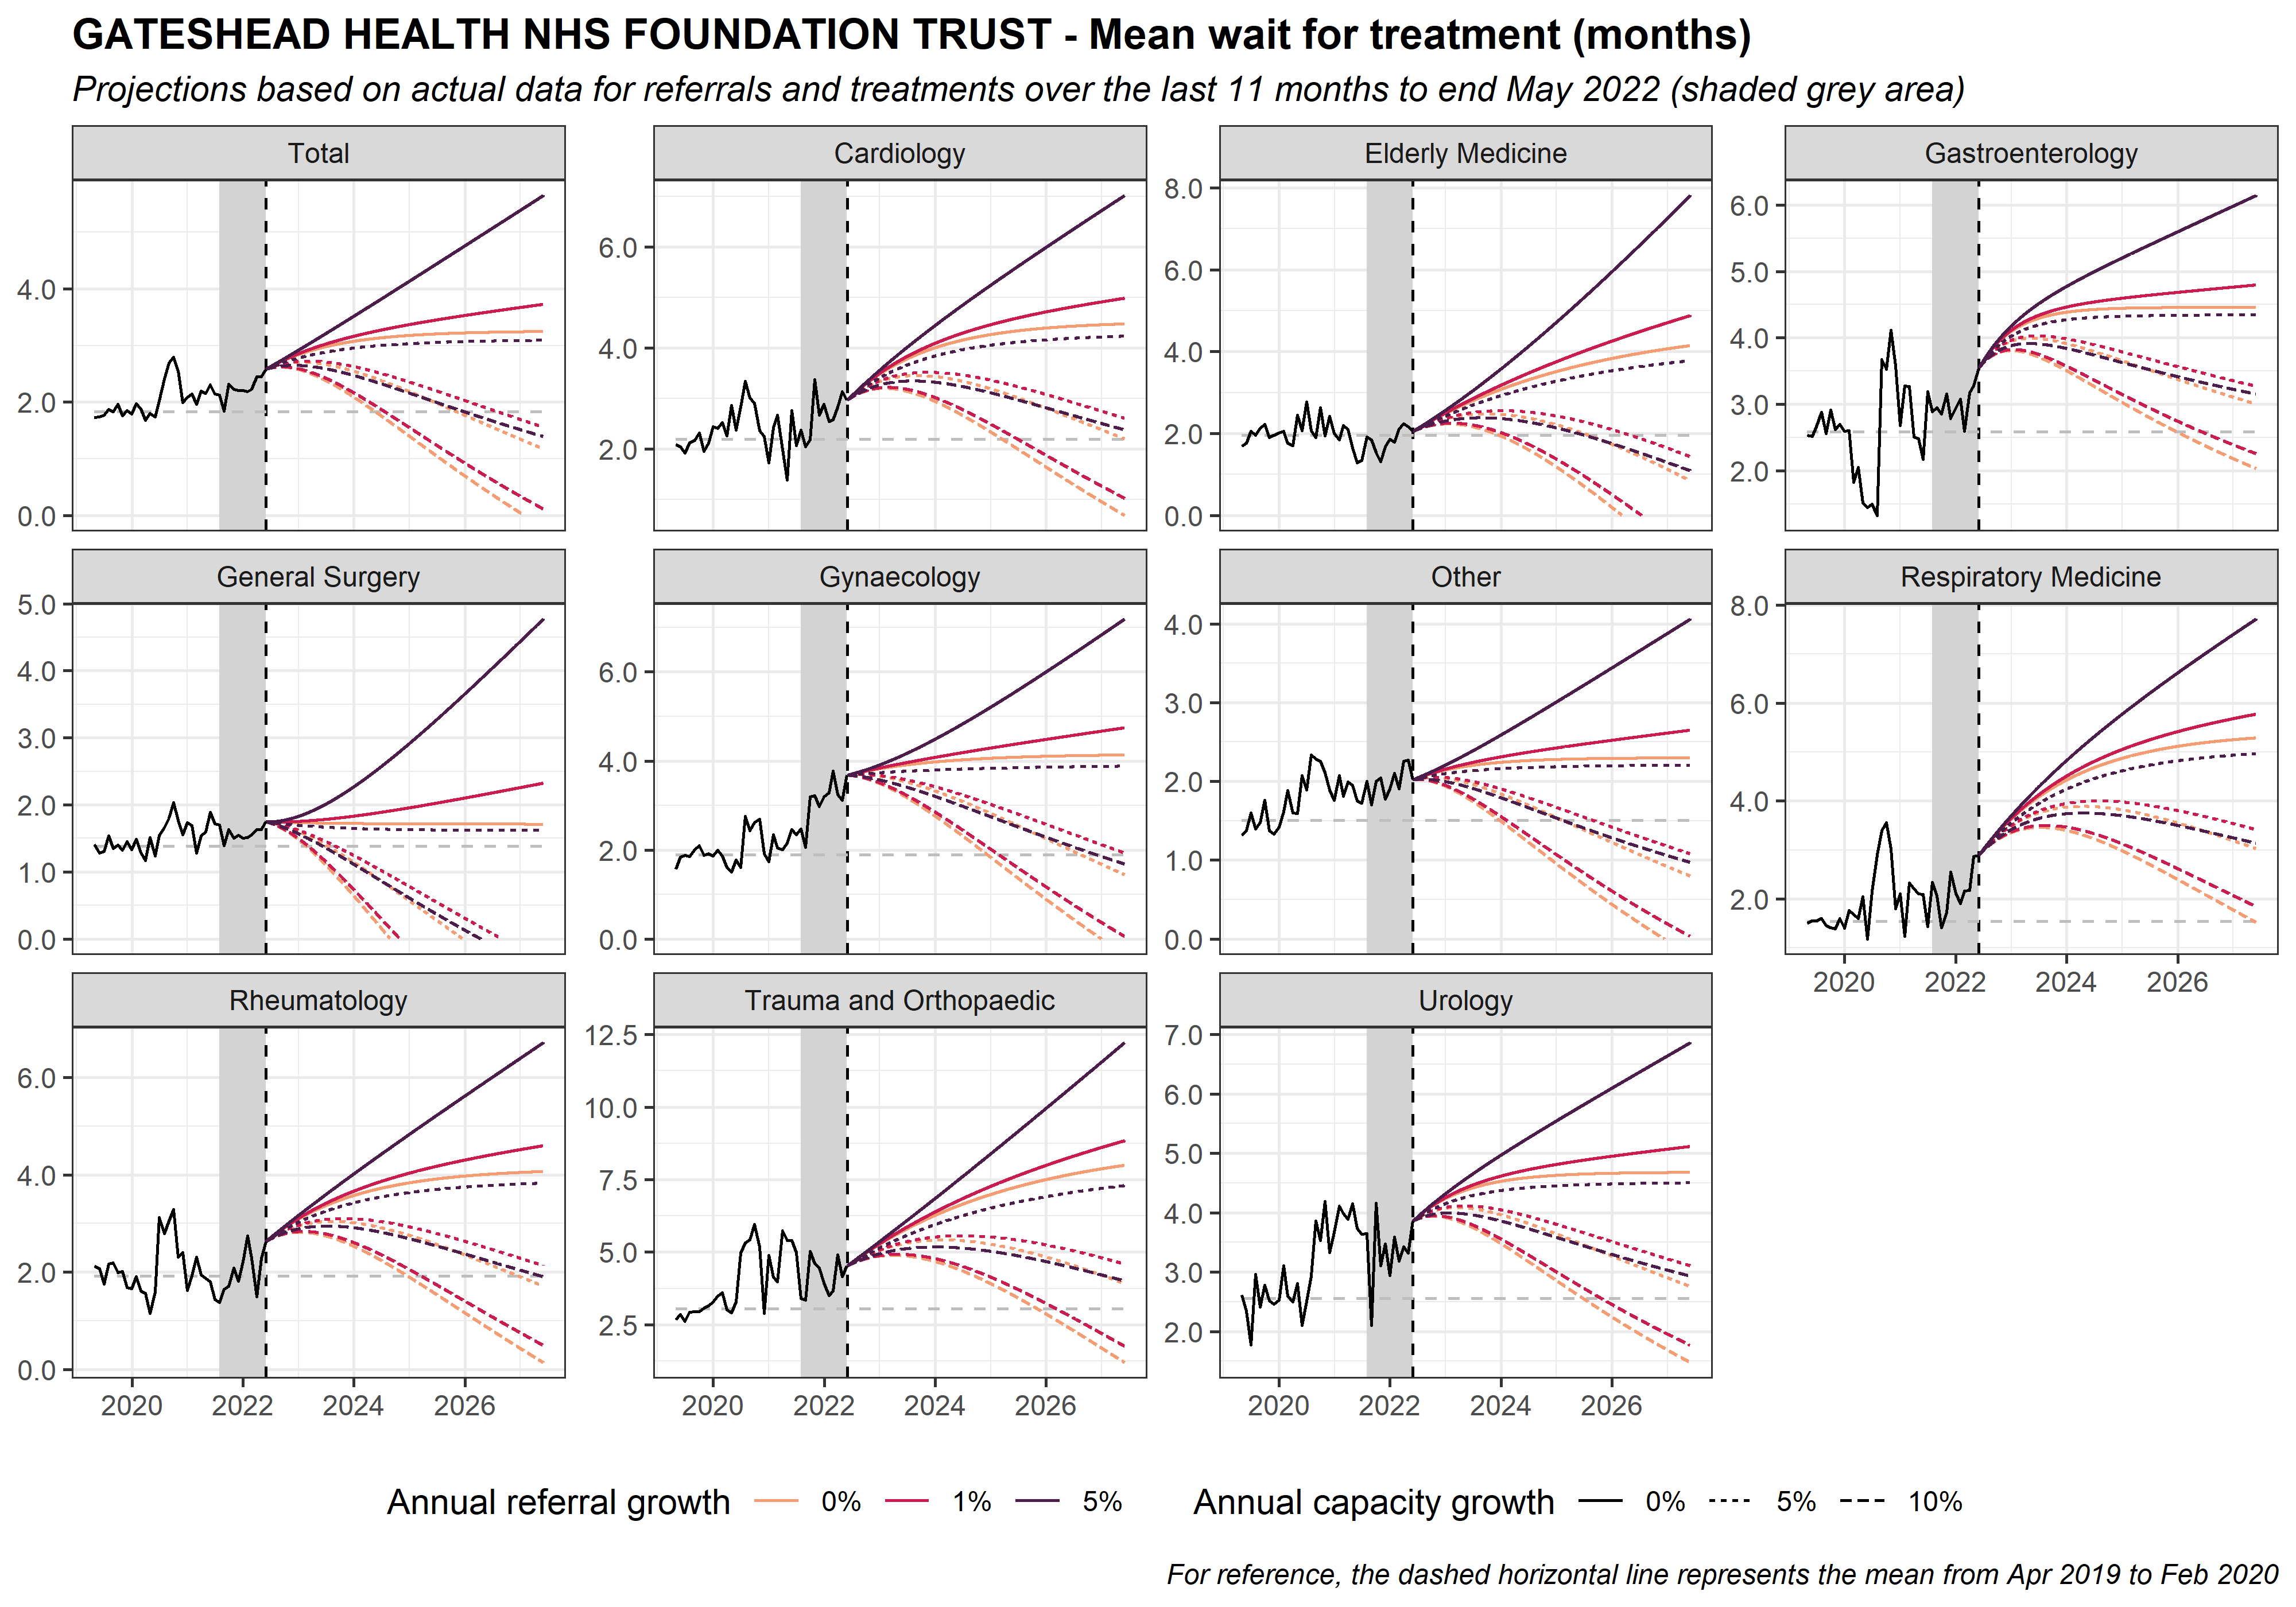 GATESHEAD HEALTH NHS FOUNDATION TRUST - Mean wait for treatment (months)
Projections based on actual data for referrals and treatments over the last 11 months to end May 2022 (shaded grey area)
Total
Cardiology
Elderly Medicine
Gastroenterology
4.0
2.0
0.0
6.0
4.0
2.0
8.0
6.0
4.0
2.0
0.0
6.0
5.0
4.0
3.0
2.0
General Surgery
Gynaecology
Other
Respiratory Medicine
5.0
4.0
3.0
2.0
1.0
0.0
6.0
4.0
2.0
0.0
4.0
3.0
2.0
1.0
0.0
8.0
6.0
4.0
2.0
2020 2022 2024 2026
Rheumatology
Trauma and Orthopaedic
Urology
6.0
4.0
2.0
0.0
12.5
10.0
7.5
5.0
2.5
7.0
6.0
5.0
4.0
3.0
2.0
2020 2022 2024 2026
2020 2022 2024 2026
2020 2022 2024 2026
Annual referral growth 0% 1% 5%
Annual capacity growth 0% 5% 10%
For reference, the dashed horizontal line represents the mean from Apr 2019 to Feb 2020